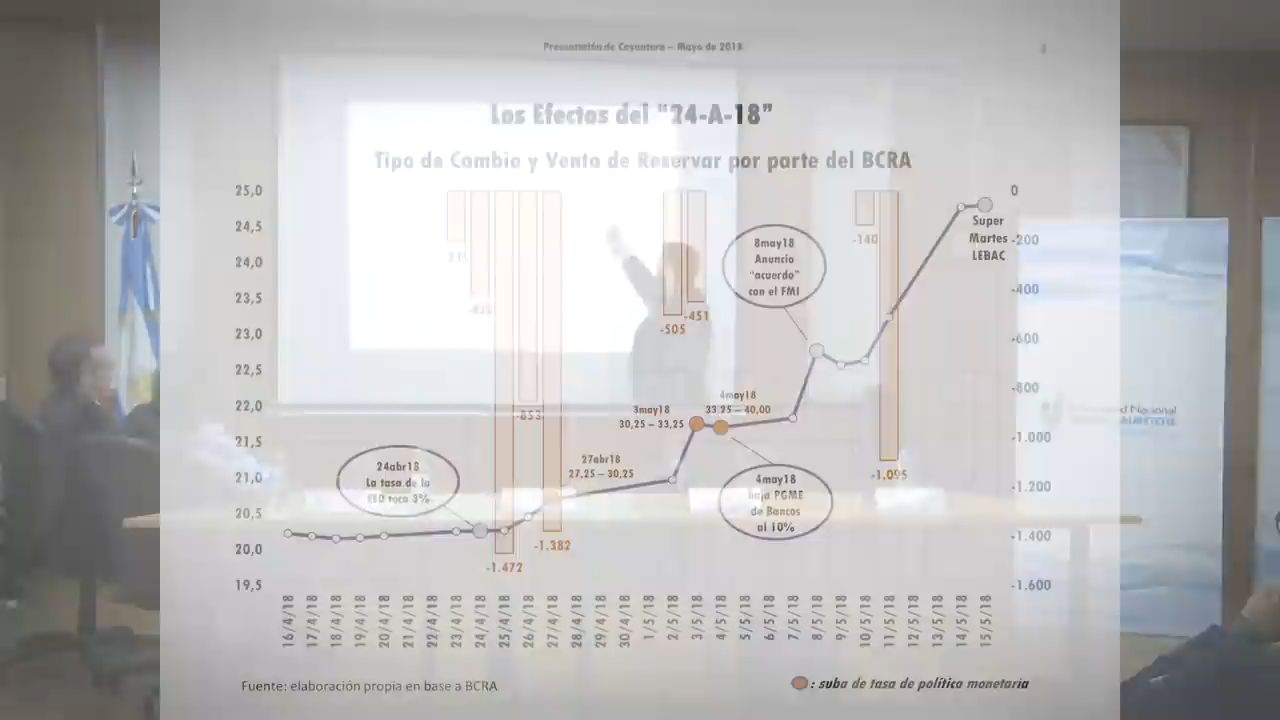 Presentación de Coyuntura – Mayo de 2018
Los Efectos del "24-A-18"
Tipo de Cambio y Venta de Reservar por parte del BCRA
25,0
24,5
24,0
23,5
23,0
22,5
22,0
21,5
21,0
20,5
20,0
19,5
0
-200
-400
-600
-800
-1.000
-1.200
-1.400
-1.600
-853
-1.472
-1.382
-505
-451
-140
-1.095
24abr18
La tasa de la
toca 3%
27abr18
27,25 – 30,25
3may18
30,25 – 33,25
4may18
33,25 – 40,00
4may18
baja PGME
de Bancos
al 10%
8may18
Anuncio
"acuerdo"
con el FMI
Super
Martes
LEBAC
16/4/18
17/4/18
18/4/18
19/4/18
20/4/18
21/4/18
22/4/18
23/4/18
24/4/18
25/4/18
26/4/18
27/4/18
28/4/18
29/4/18
30/4/18
1/5/18
2/5/18
3/5/18
4/5/18
5/5/18
6/5/18
7/5/18
8/5/18
9/5/18
10/5/18
11/5/18
12/5/18
13/5/18
14/5/18
15/5/18
Nacional
Fuente: elaboración propia en base a BCRA
: suba de tasa de política monetaria